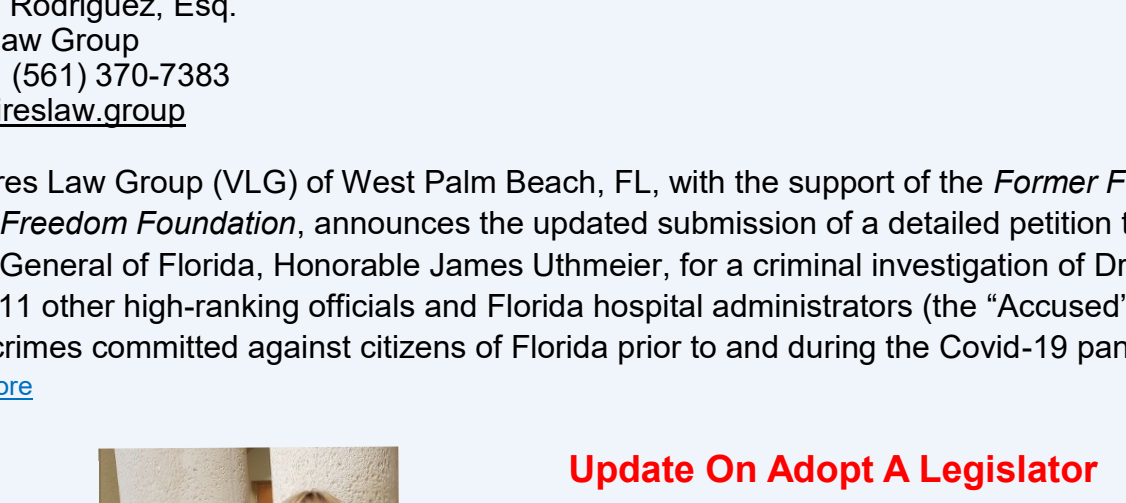 Rodriguez, Esq.
aw Group
(561) 370-7383
ireslaw.group
res Law Group (VLG) of West Palm Beach, FL, with the support of the Former F
Freedom Foundation, announces the updated submission of a detailed petition t
General of Florida, Honorable James Uthmeier, for a criminal investigation of Dr
11 other high-ranking officials and Florida hospital administrators (the “Accused”
crimes committed against citizens of Florida prior to and during the Covid-19 pan
ore
Update On Adopt A Legislator